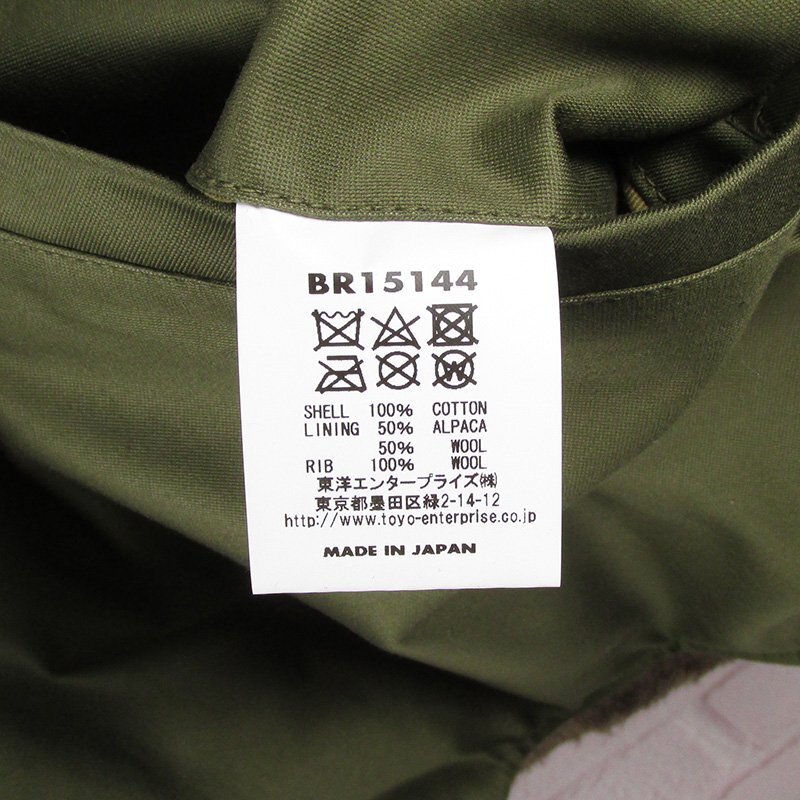 BR15144
SHELL 100% COTTON
LINING 50% ALPACA
50% WOOL
RIB 100% WOOL
東洋エンタープライズ㈱
東京都墨田区緑2-14-12
http://www.toyo-enterprise.co.jp
MADE IN JAPAN